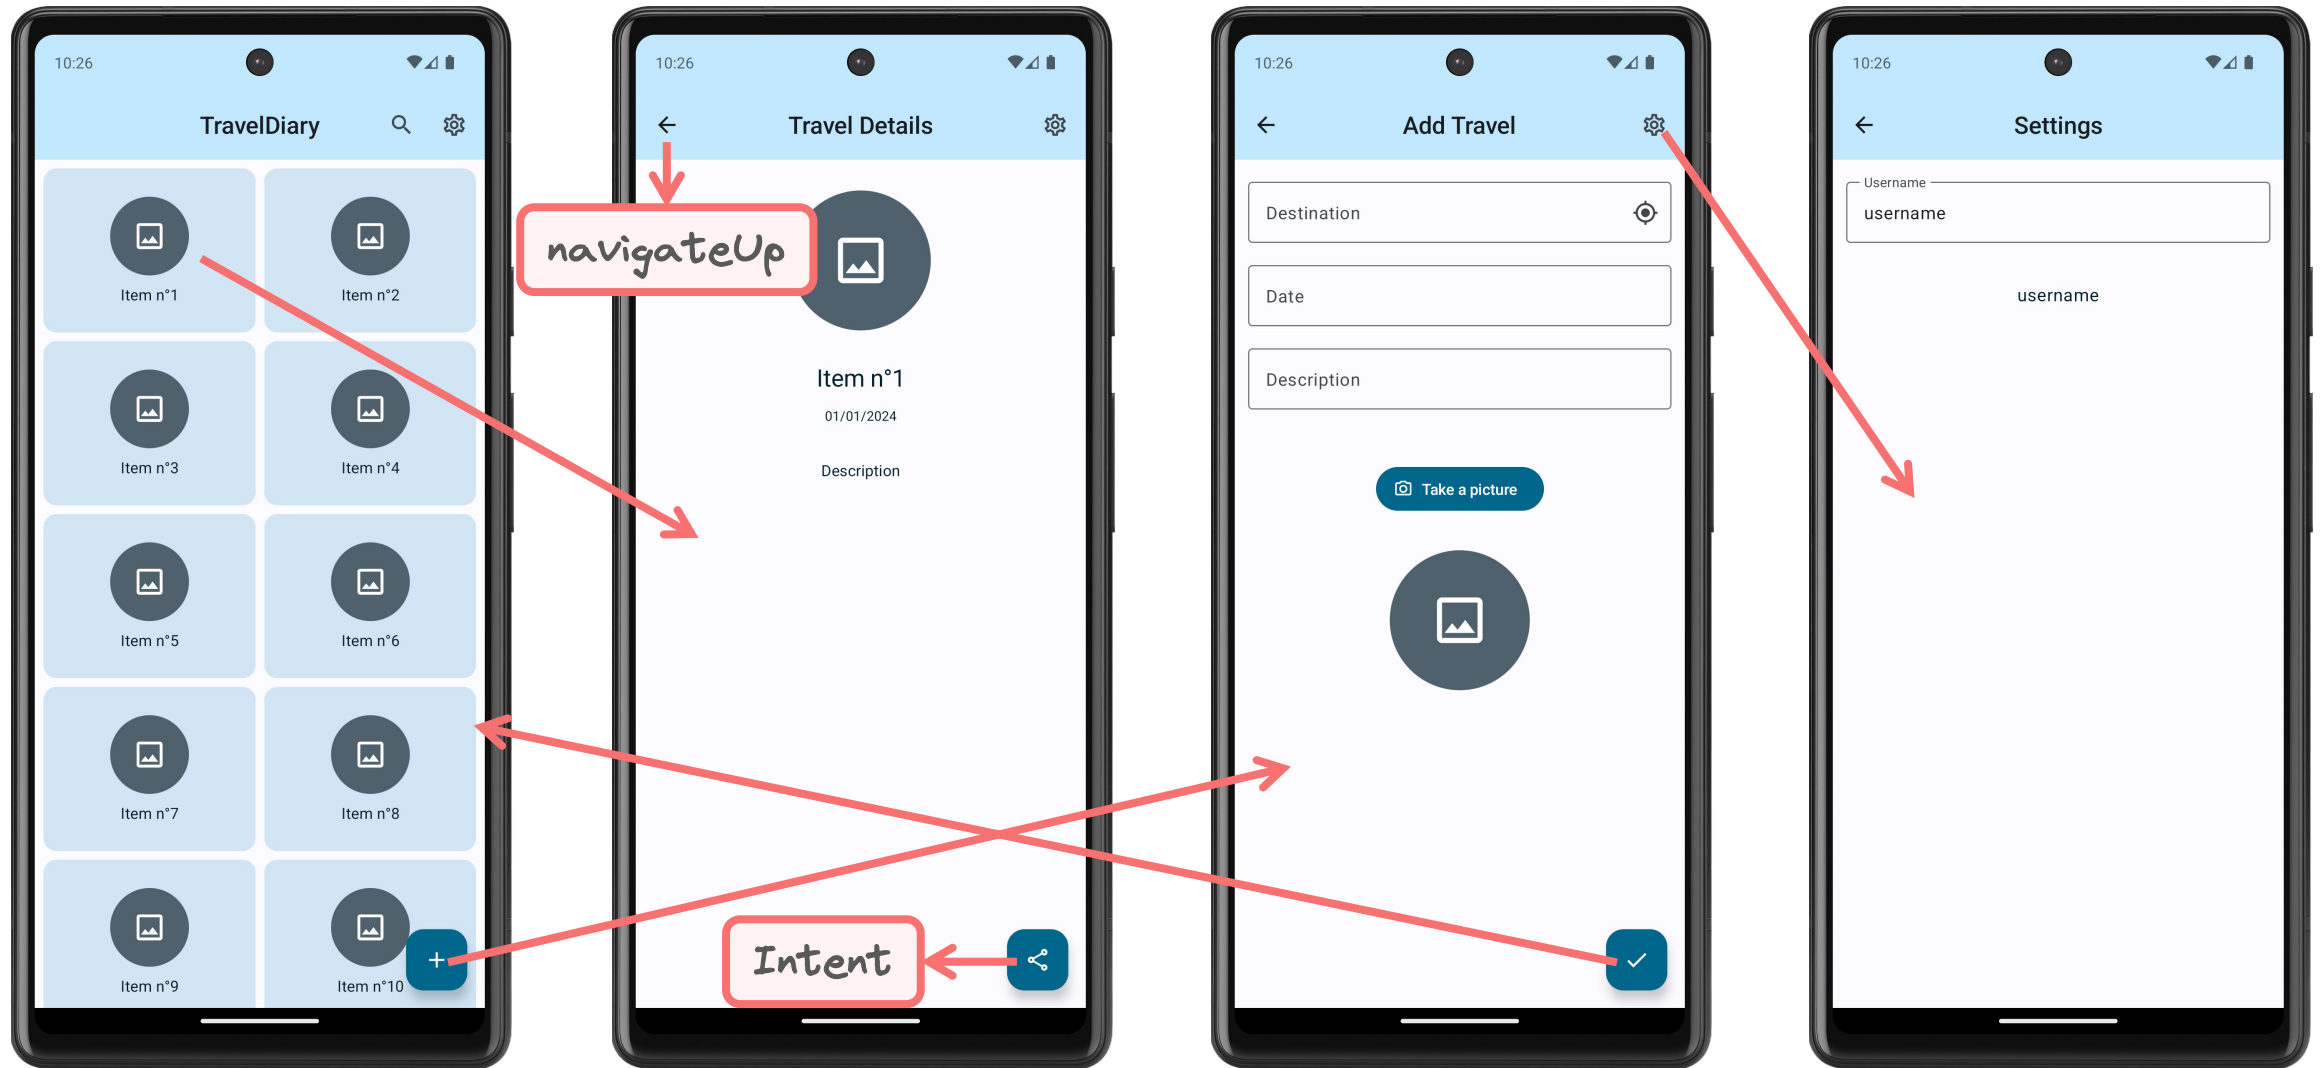 10:26
TravelDiary
Item n°1
Item n°2
Item n°3
Item n°4
Item n°5
Item n°6
Item n°7
Item n°8
Item n°9
Item n°10
10:26
Travel Details
navigateUp
Item n°1
01/01/2024
Description
Intent
10:26
Add Travel
Destination
Date
Description
Take a picture
10:26
Settings
Username
username
username